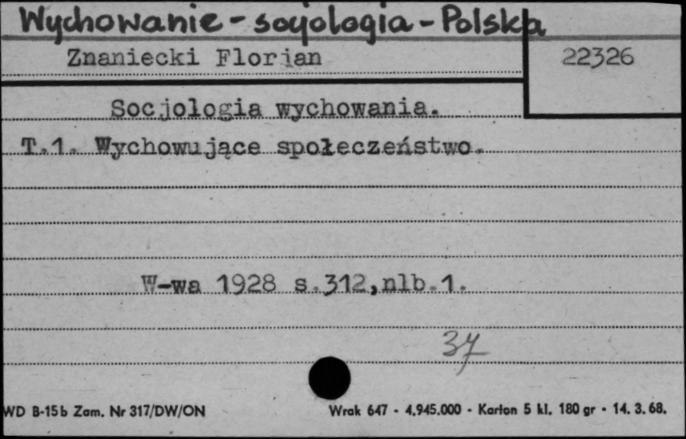 Wychowanie - socjologia - Polska
Znaniecki Florian
22326
Socjologia wychowania.
T.1. Wychowujące społeczeństwo.
W-wa 1928 s.312,nlb.1.
37
WD B-15b Zam. Nr 317/DW/ON
Wrak 647 - 4.945.000 - Karton 5 kl. 180 gr - 14. 3. 68.